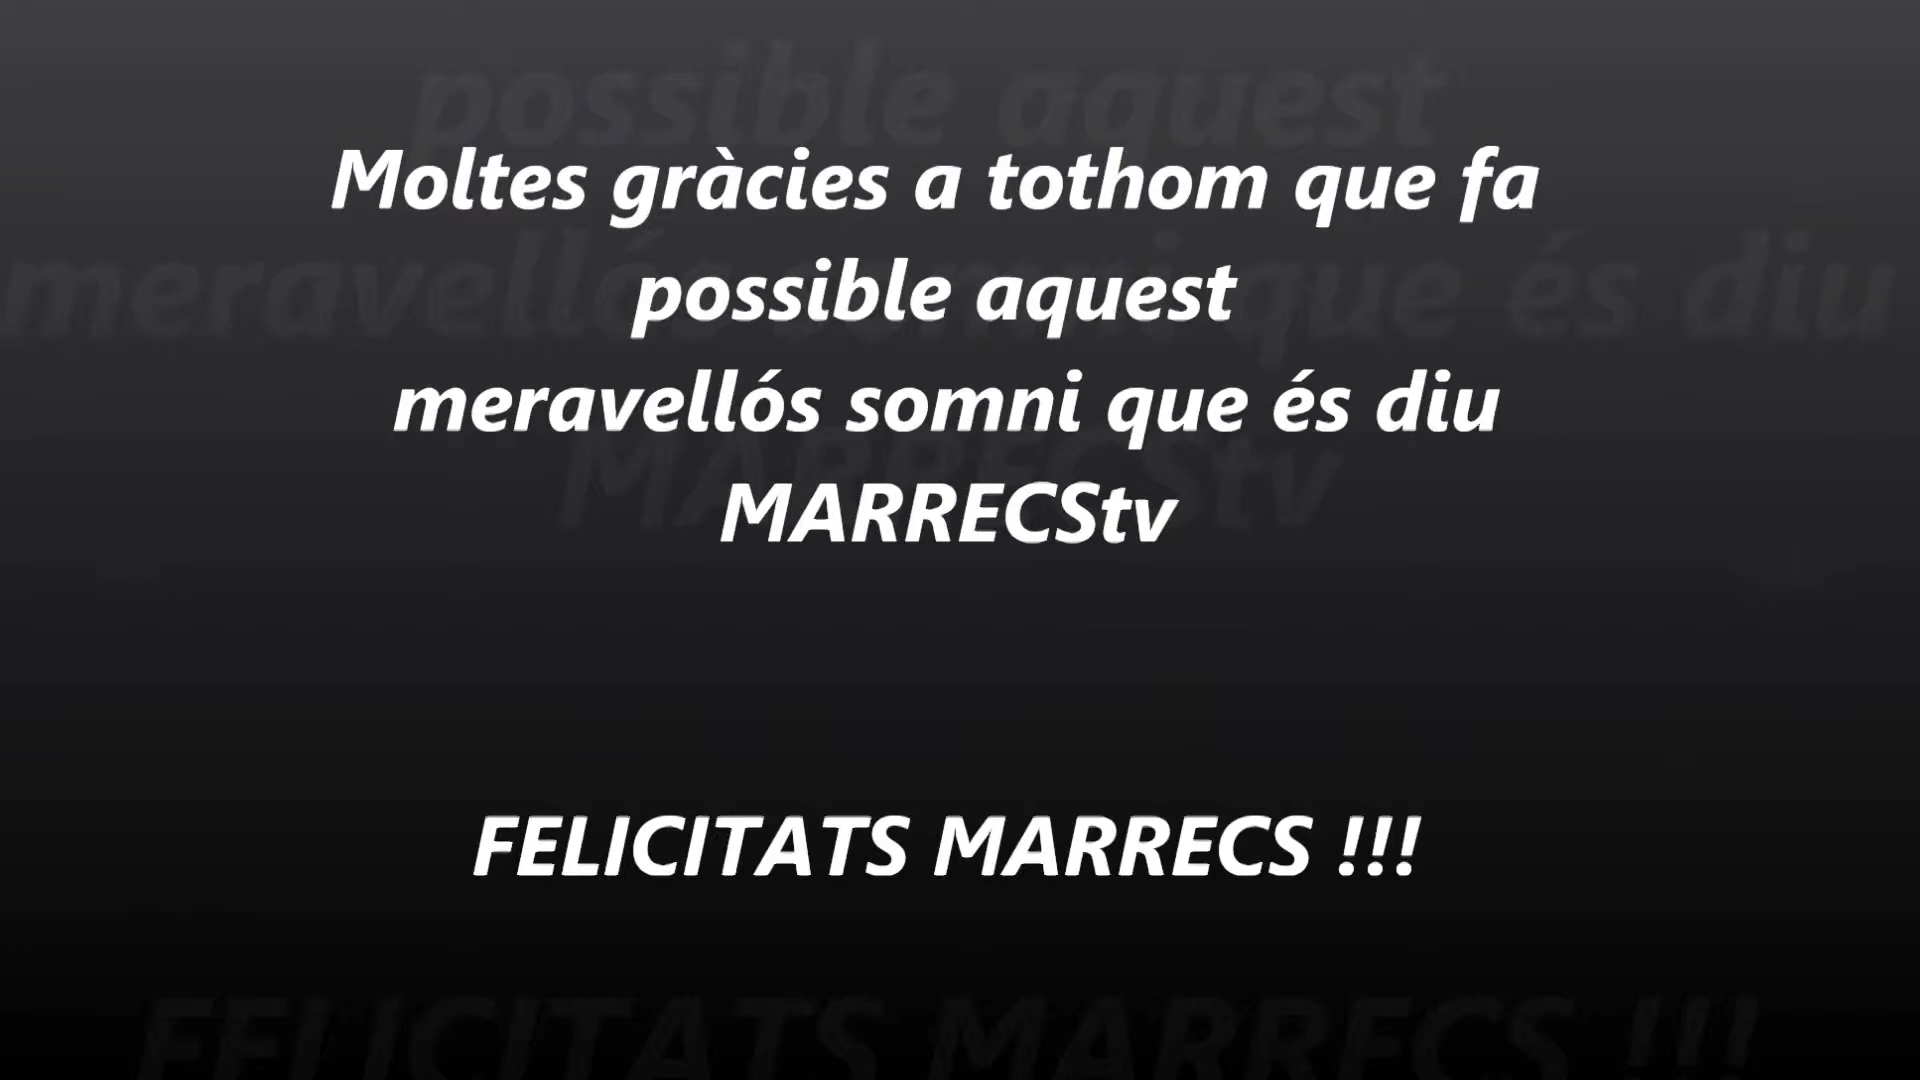 Moltes gràcies a tothom que fa
possible aquest
meravellós somni que és diu
MARRECStv
FELICITATS MARRECS !!!